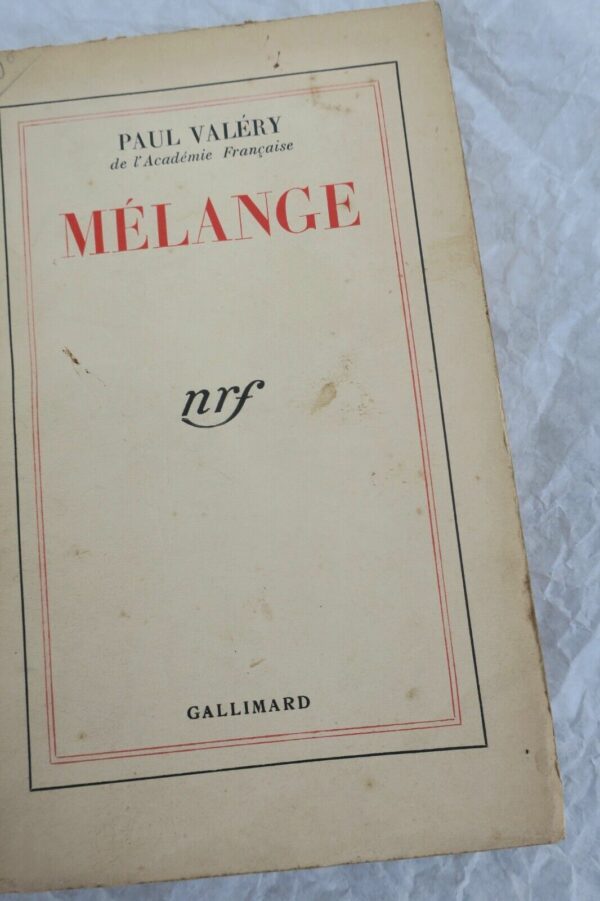 PAUL VALÉRY
de l'Académie Française
MÉLANGE
nrf
GALLIMARD